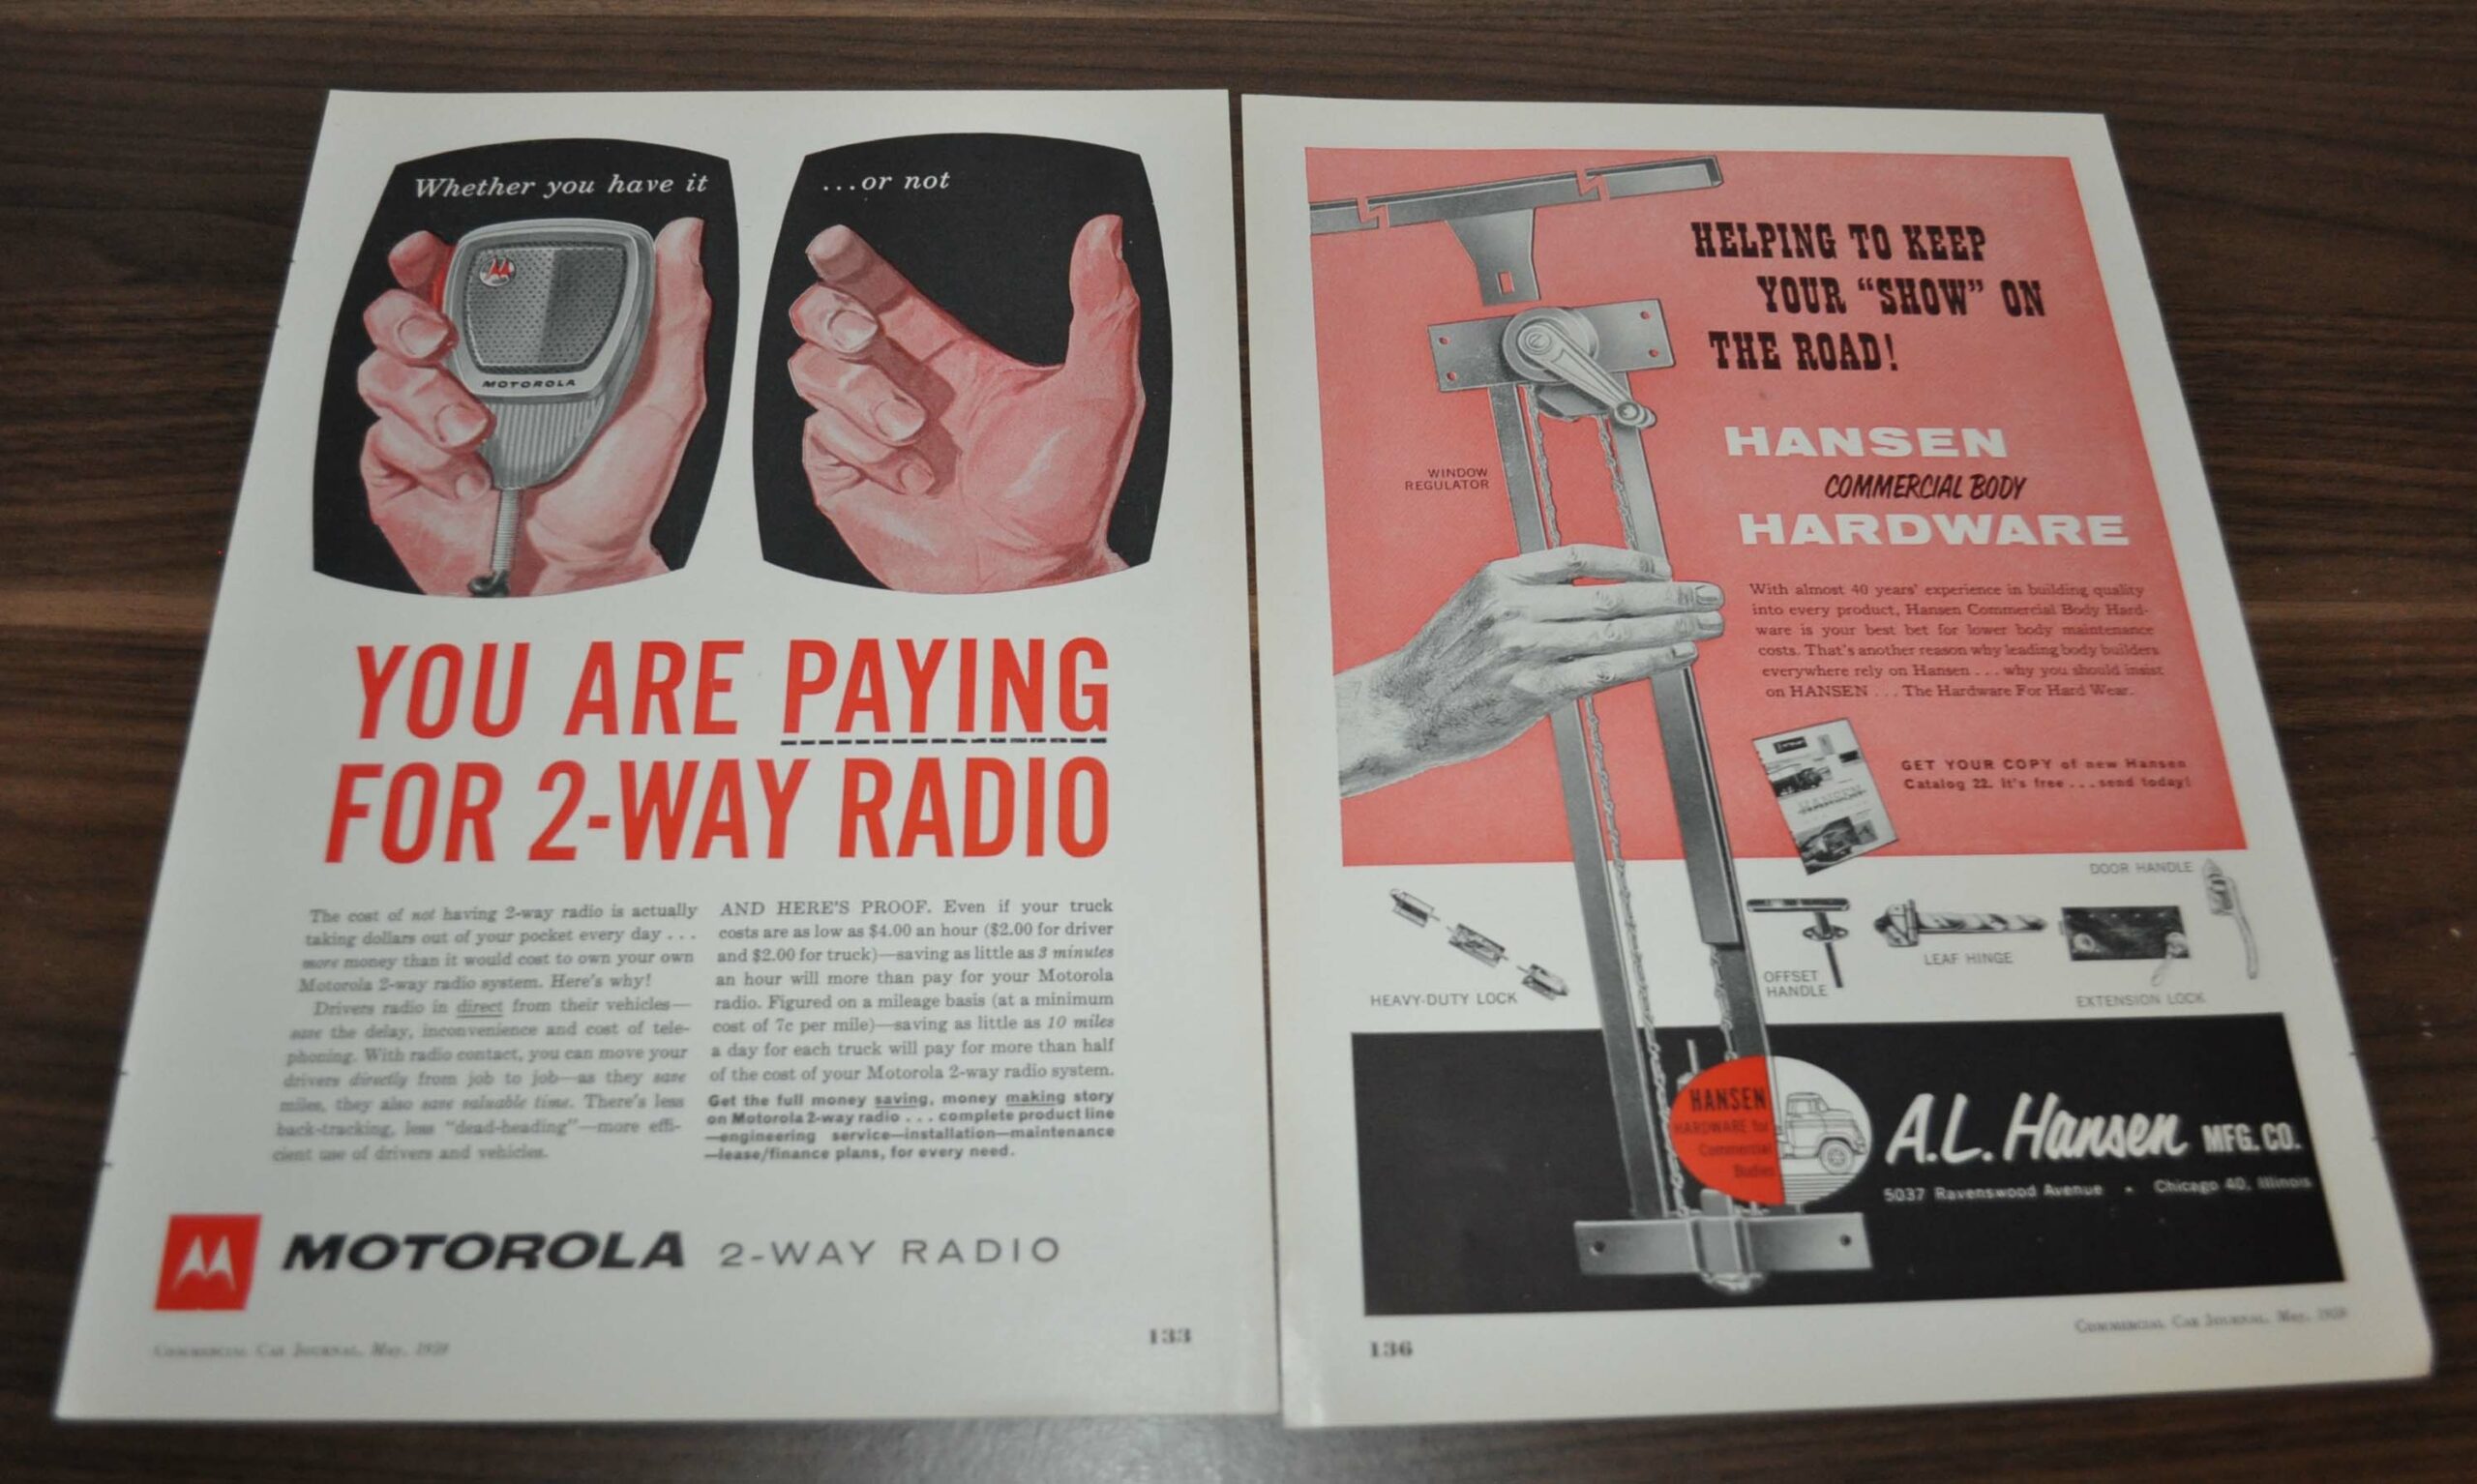 Whether you have it
...or not
MOTOROLA
YOU ARE PAYING
FOR 2-WAY RADIO
The cost of not having 2-way radio is actually
taking dollars out of your pocket every day . . .
more money than it would cost to own your own
Motorola 2-way radio system. Here's why!
Drivers radio in direct from their vehicles—
save the delay, inconvenience and cost of tele-
phoning. With radio contact, you can move your
drivers directly from job to job—as they save
miles, they also save valuable time. There's less
back-tracking, less "dead-heading"—more effi-
cient use of drivers and vehicles.
AND HERE'S PROOF. Even if your truck
costs are as low as $4.00 an hour ($2.00 for driver
and $2.00 for truck)—saving as little as 3 minutes
an hour will more than pay for your Motorola
radio. Figured on a mileage basis (at a minimum
cost of 7c per mile)—saving as little as 10 miles
a day for each truck will pay for more than half
of the cost of your Motorola 2-way radio system.
Get the full money saving, money making story
on Motorola 2-way radio . . . complete product line
—engineering service—installation—maintenance
—lease/finance plans, for every need.
MOTOROLA 2-WAY RADIO
COMMERCIAL CAR JOURNAL, May, 1959
133
HELPING TO KEEP
YOUR “SHOW” ON
THE ROAD!
HANSEN
COMMERCIAL BODY
HARDWARE
WINDOW
REGULATOR
With almost 40 years' experience in building quality
into every product, Hansen Commercial Body Hard-
ware is your best bet for lower body maintenance
costs. That's another reason why leading body builders
everywhere rely on Hansen . . . why you should insist
on HANSEN . . . The Hardware For Hard Wear.
HANSEN
GET YOUR COPY of new Hansen
Catalog 22. It's free . . . send today!
DOOR HANDLE
HEAVY-DUTY LOCK
OFFSET
HANDLE
LEAF HINGE
EXTENSION LOCK
HANSEN
HARDWARE for
Commercial
Bodies
A.L. Hansen MFG. CO.
5037 Ravenswood Avenue • Chicago 40, Illinois
136
COMMERCIAL CAR JOURNAL, May, 1959